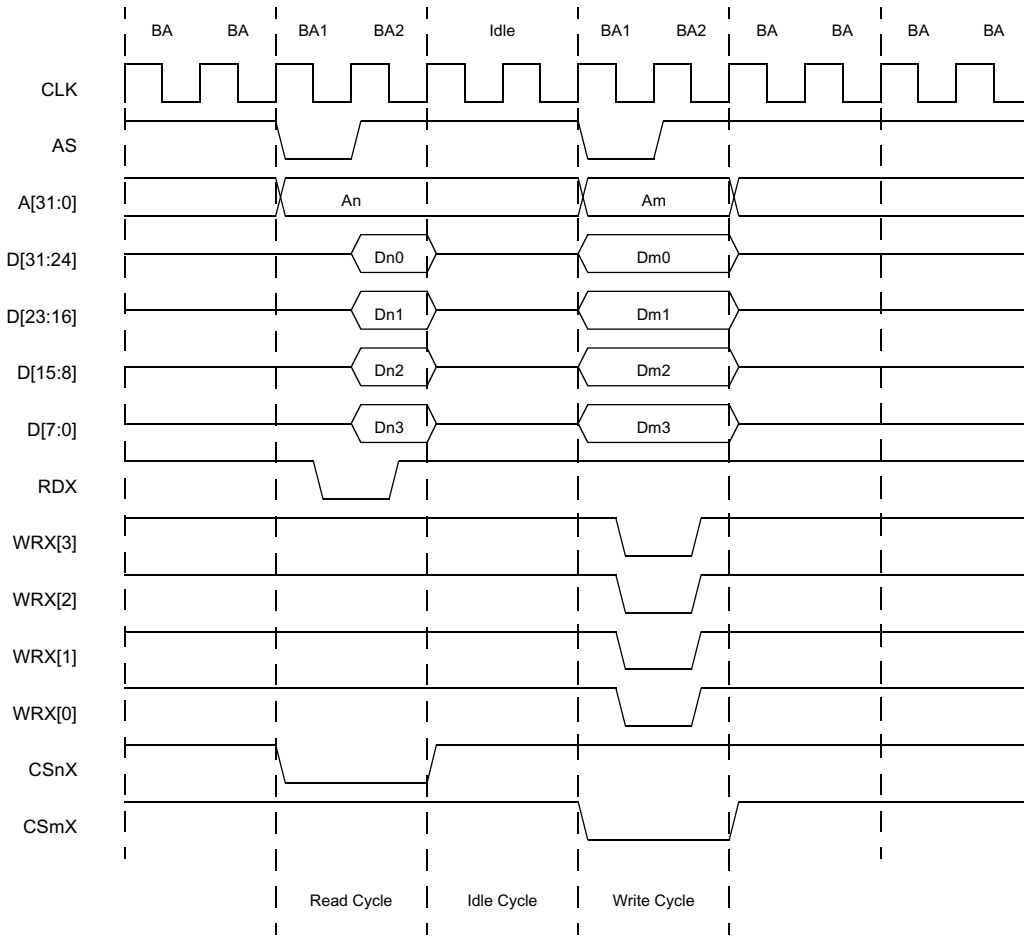 BA BA BA1 BA2 Idle BA1 BA2 BA BA BA BA
CLK
AS
A[31:0] An Am
D[31:24] Dn0 Dm0
D[23:16] Dn1 Dm1
D[15:8] Dn2 Dm2
D[7:0] Dn3 Dm3
RDX
WRX[3]
WRX[2]
WRX[1]
WRX[0]
CSnX
CSmX
Read Cycle Idle Cycle Write Cycle